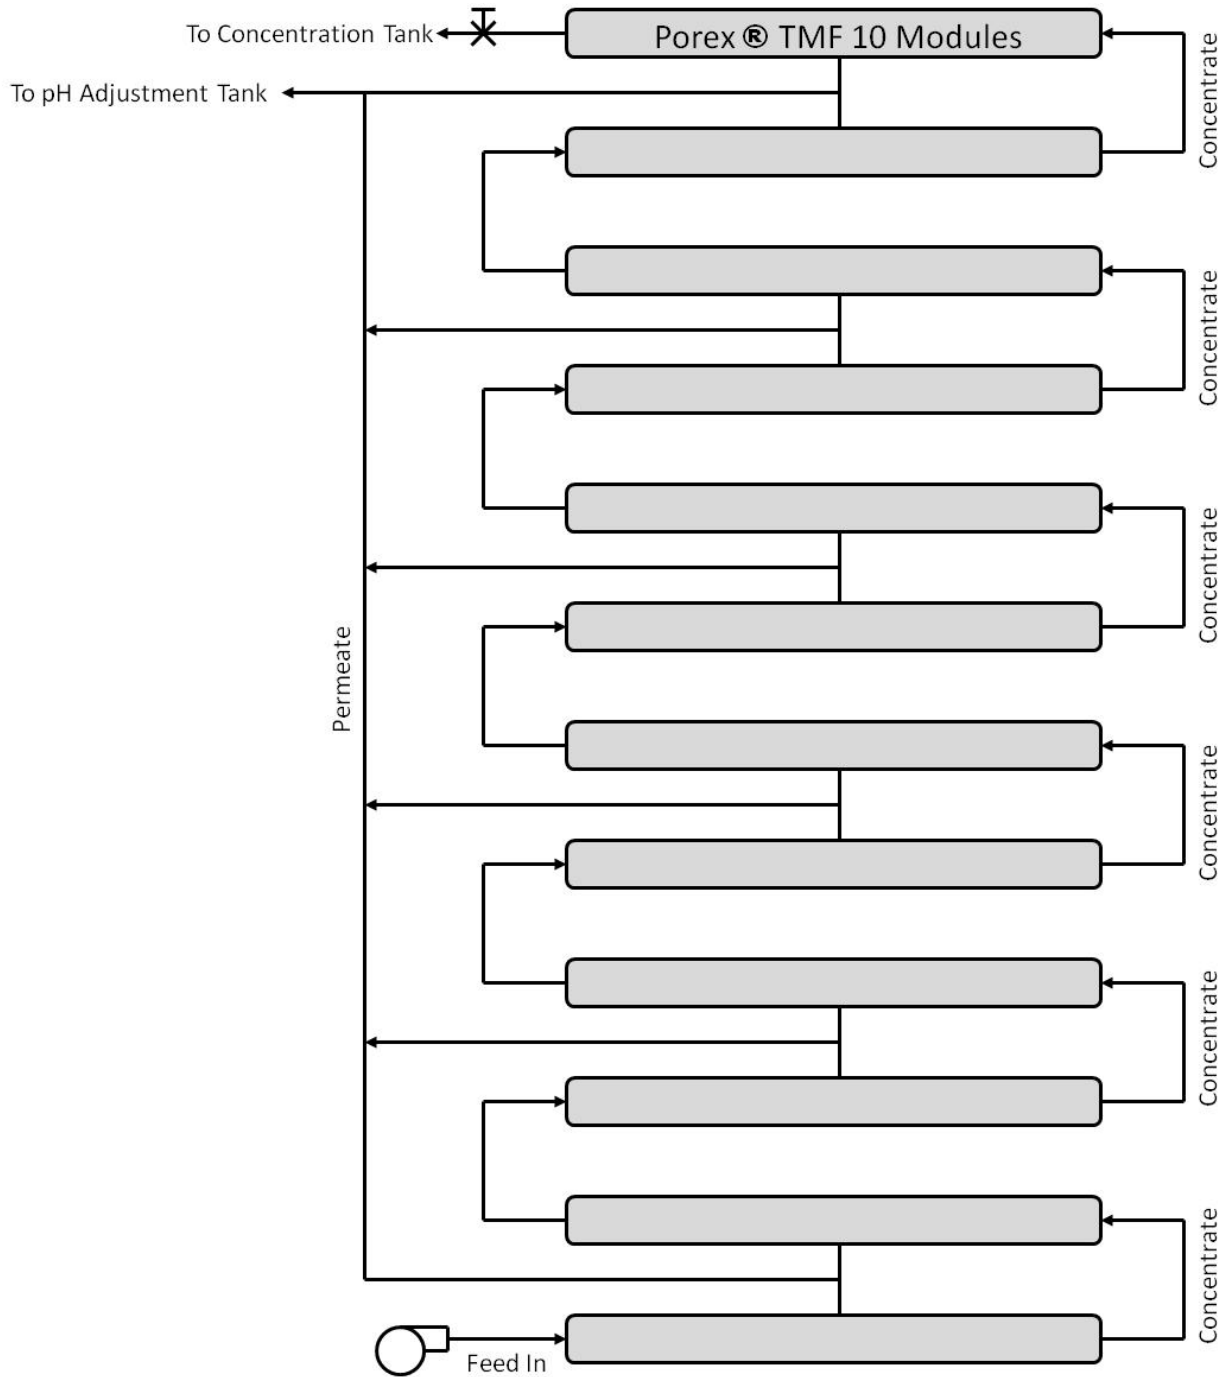 To Concentration Tank
Porex® TMF 10 Modules
Concentrate
To pH Adjustment Tank
Concentrate
Concentrate
Permeate
Concentrate
Concentrate
Concentrate
Feed In